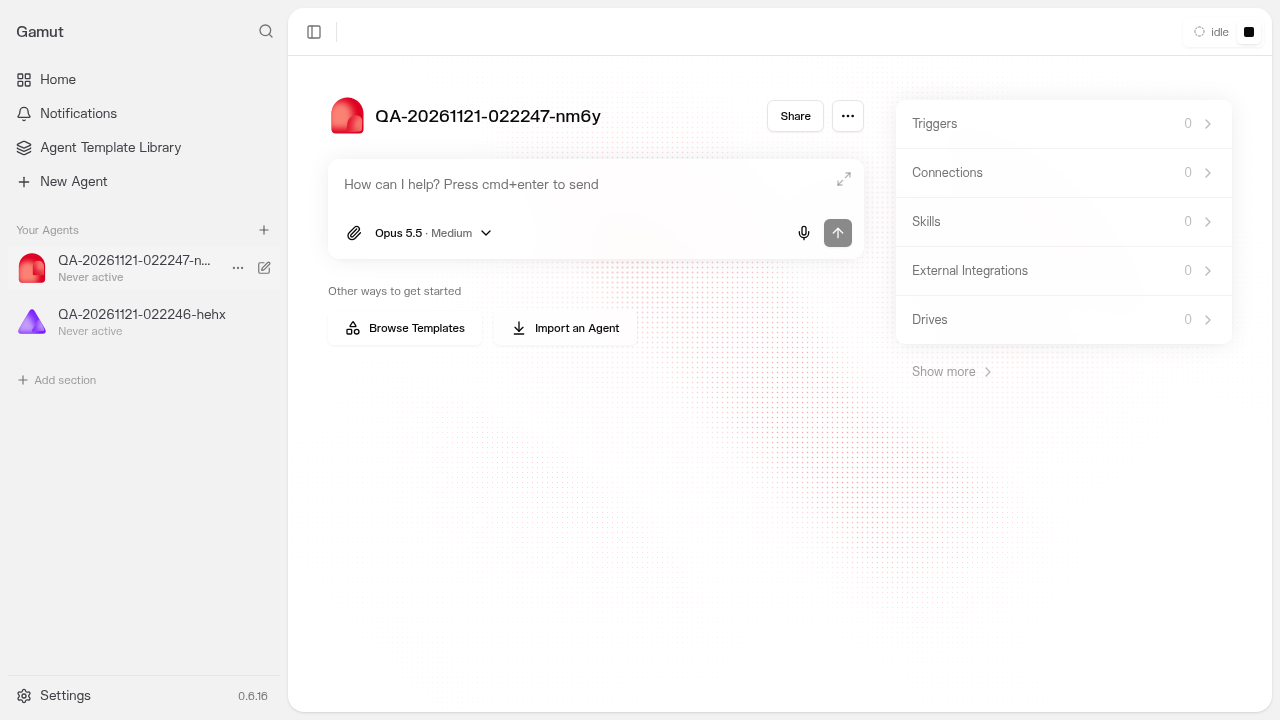 Gamut
Home
Notifications
Agent Template Library
New Agent
Your Agents
QA-20261121-022247-n...
Never active
QA-20261121-022246-hehx
Never active
Add section
Settings
0.6.16
idle
QA-20261121-022247-nm6y
Share
How can I help? Press cmd+enter to send
Opus 5.5 · Medium
Other ways to get started
Browse Templates
Import an Agent
Triggers 0
Connections 0
Skills 0
External Integrations 0
Drives 0
Show more